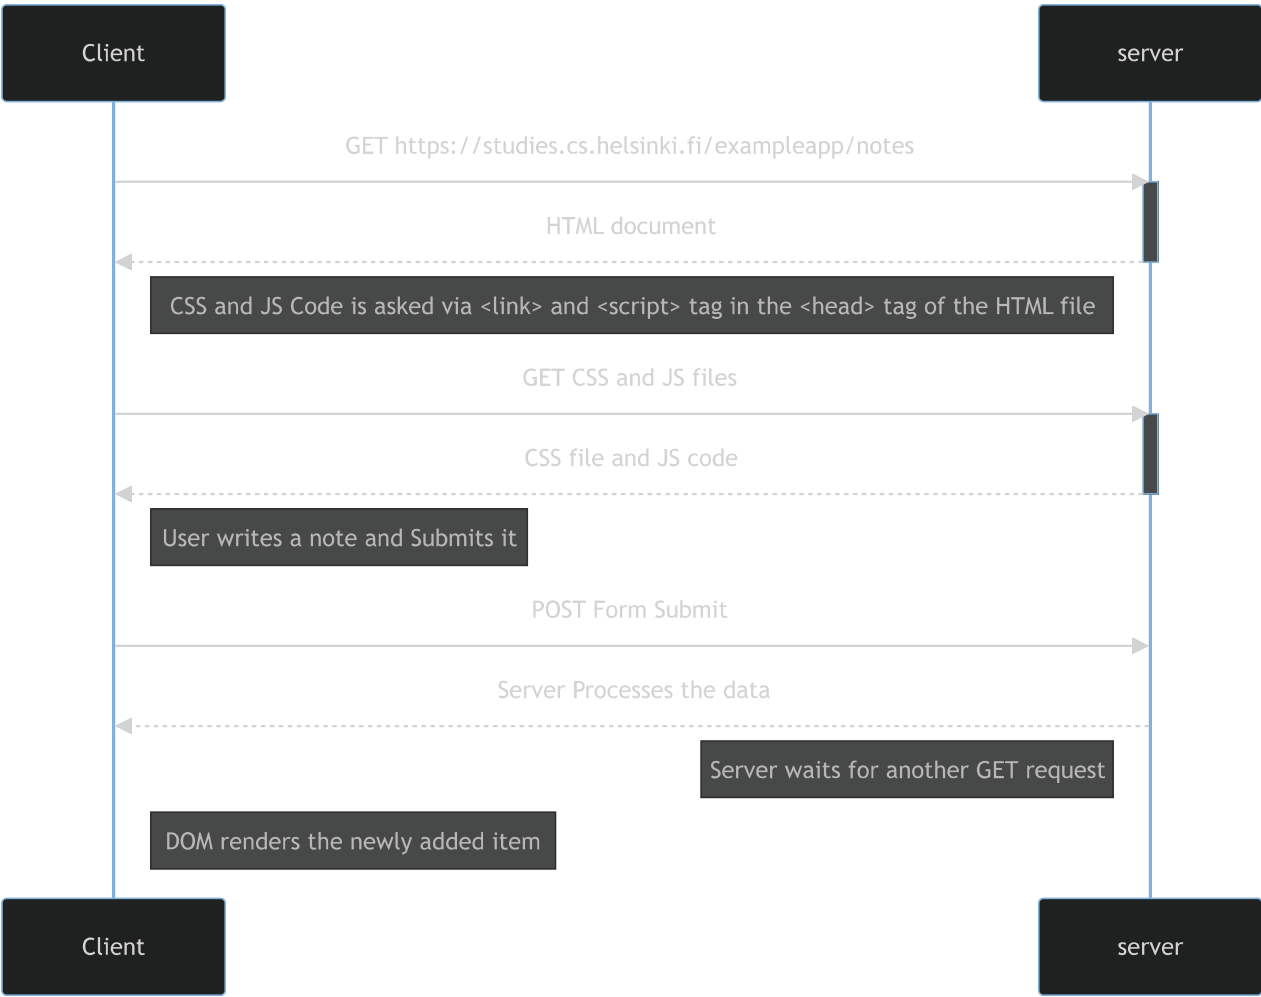 Client
server
GET https://studies.cs.helsinki.fi/exampleapp/notes
HTML document
CSS and JS Code is asked via <link> and <script> tag in the <head> tag of the HTML file
GET CSS and JS files
CSS file and JS code
User writes a note and Submits it
POST Form Submit
Server Processes the data
Server waits for another GET request
DOM renders the newly added item
Client
server